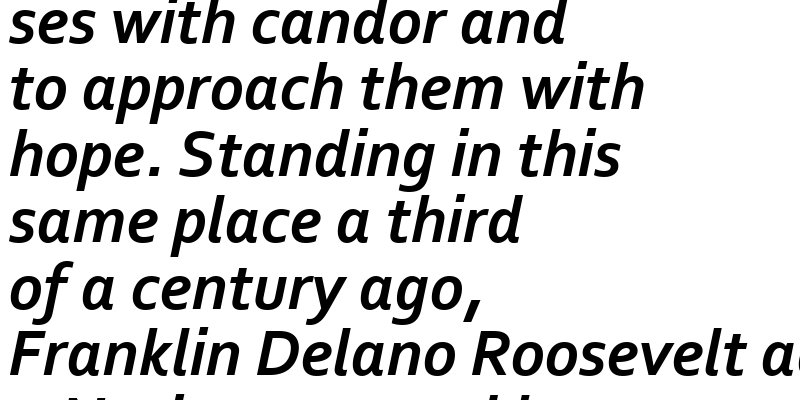 ses with candor and
to approach them with
hope. Standing in this
same place a third
of a century ago,
Franklin Delano Roosevelt